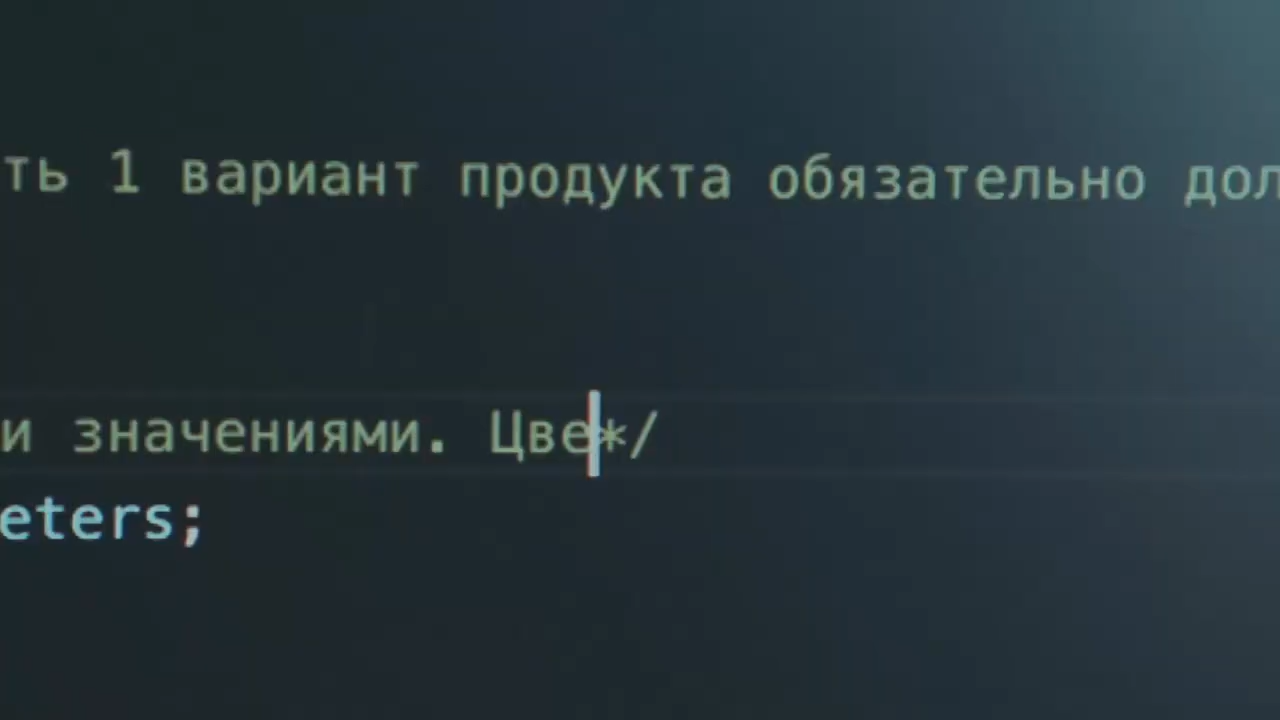 ть 1 вариант продукта обязательно дол
и значениями. Цве*/
eters;